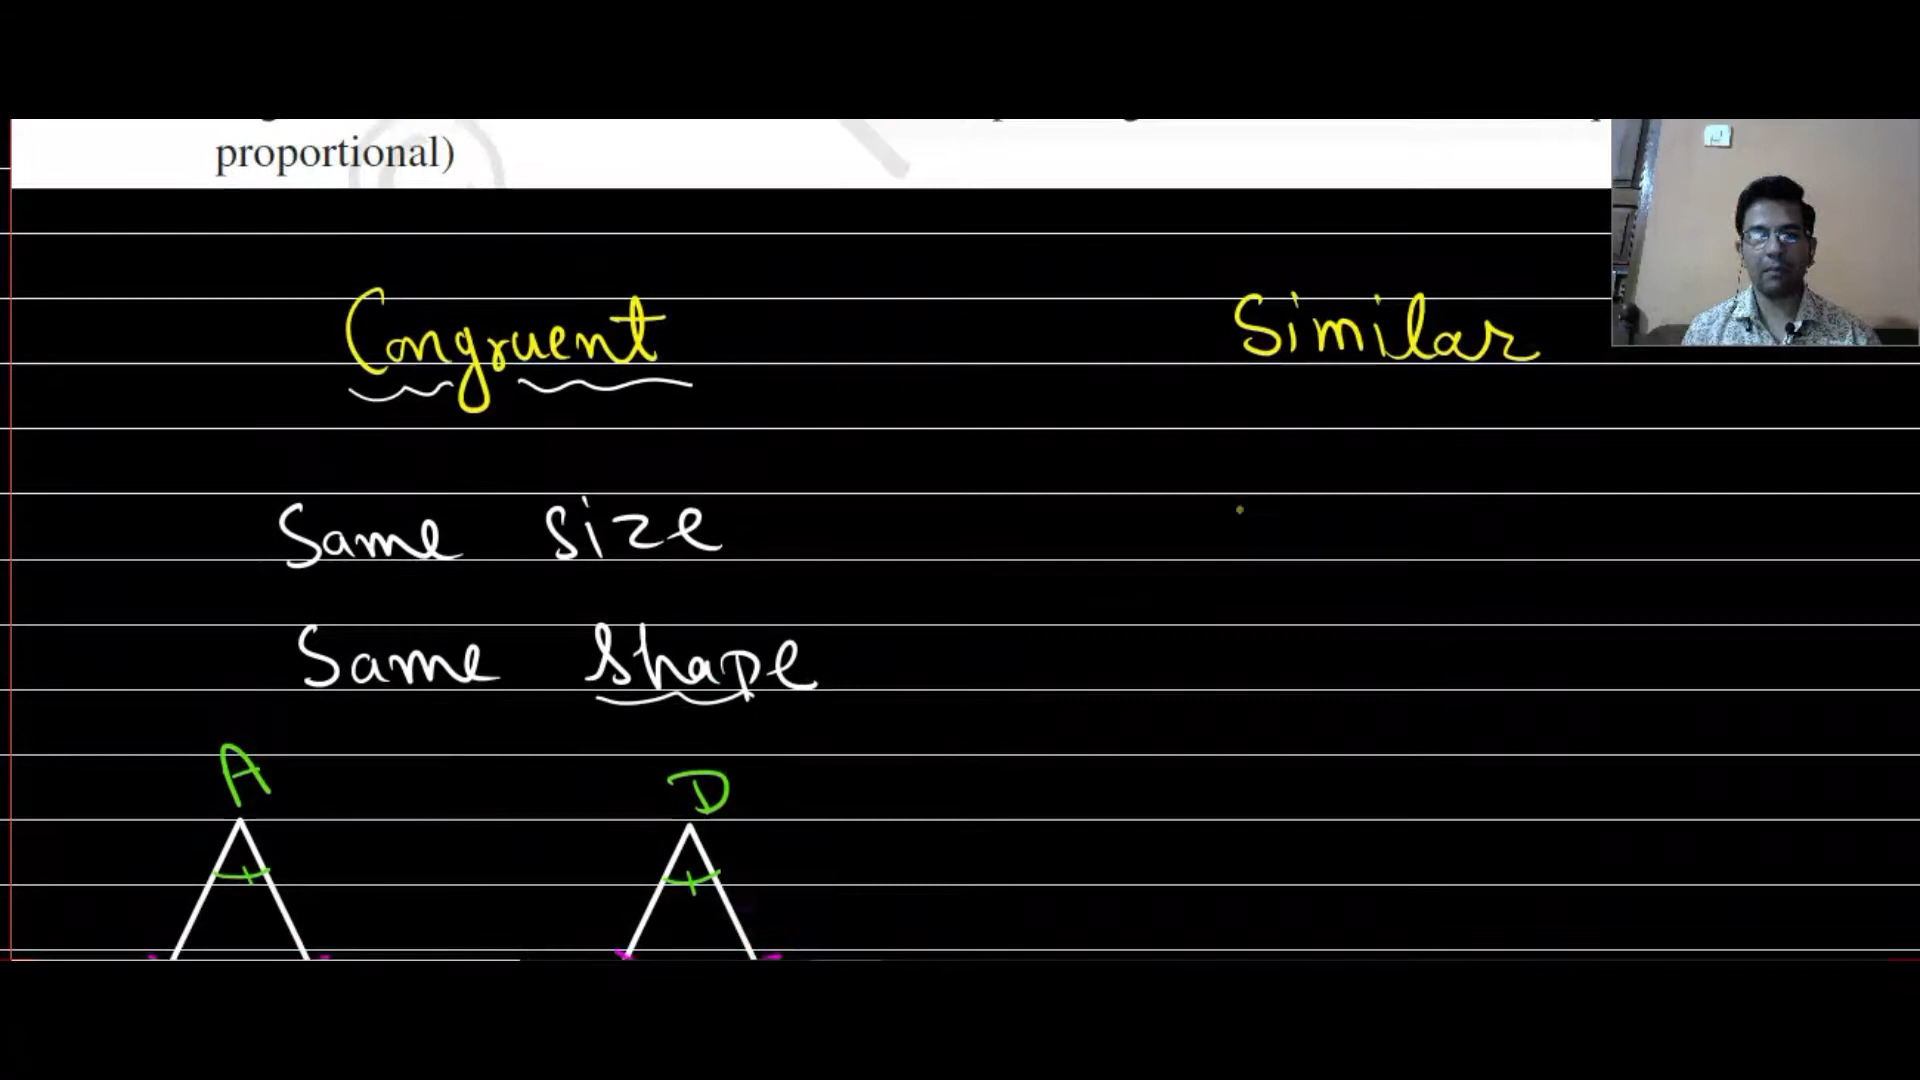 proportional)
Congruent Similar
Same size
Same shape
A D